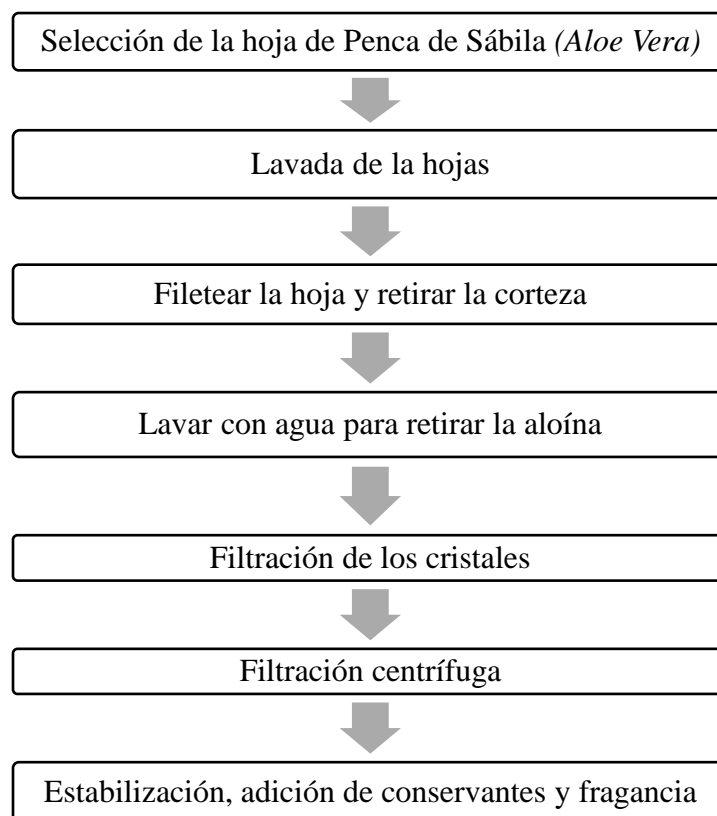 Selección de la hoja de Penca de Sábila (Aloe Vera)
Lavada de la hojas
Filetear la hoja y retirar la corteza
Lavar con agua para retirar la aloína
Filtración de los cristales
Filtración centrífuga
Estabilización, adición de conservantes y fragancia